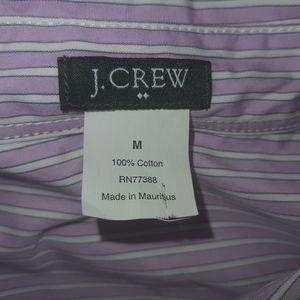 J.CREW
M
100% Cotton
RN77388
Made in Mauritius